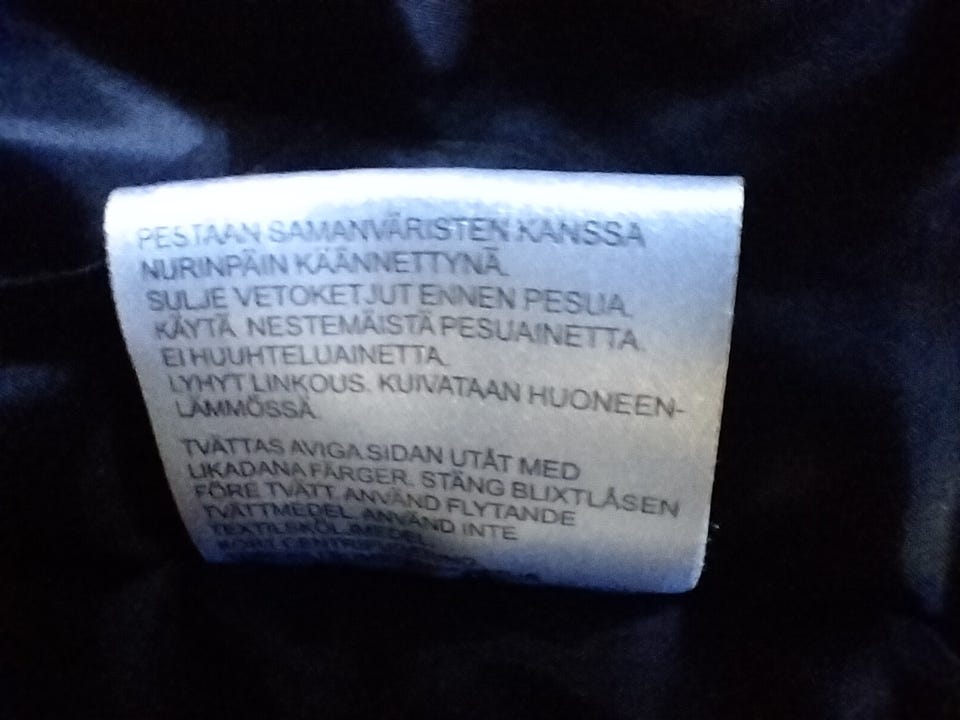 PESTAAN SAMANVÄRISTEN KANSSA
NURINPÄIN KÄÄNNETTYNÄ.
SULJE VETOKETJUT ENNEN PESUA.
KÄYTÄ NESTEMÄISTÄ PESUAINETTA.
EI HUUHTELUAINETTA.
LYHYT LINKOUS. KUIVATAAN HUONEEN-
LÄMMÖSSÄ.
TVÄTTAS AVIGA SIDAN UTÅT MED
LIKADANA FÄRGER. STÄNG BLIXTLÅSEN
FÖRE TVÄTT. ANVÄND FLYTANDE
TVÄTTMEDEL. ANVÄND INTE
TEXTILSKÖLJMEDEL.